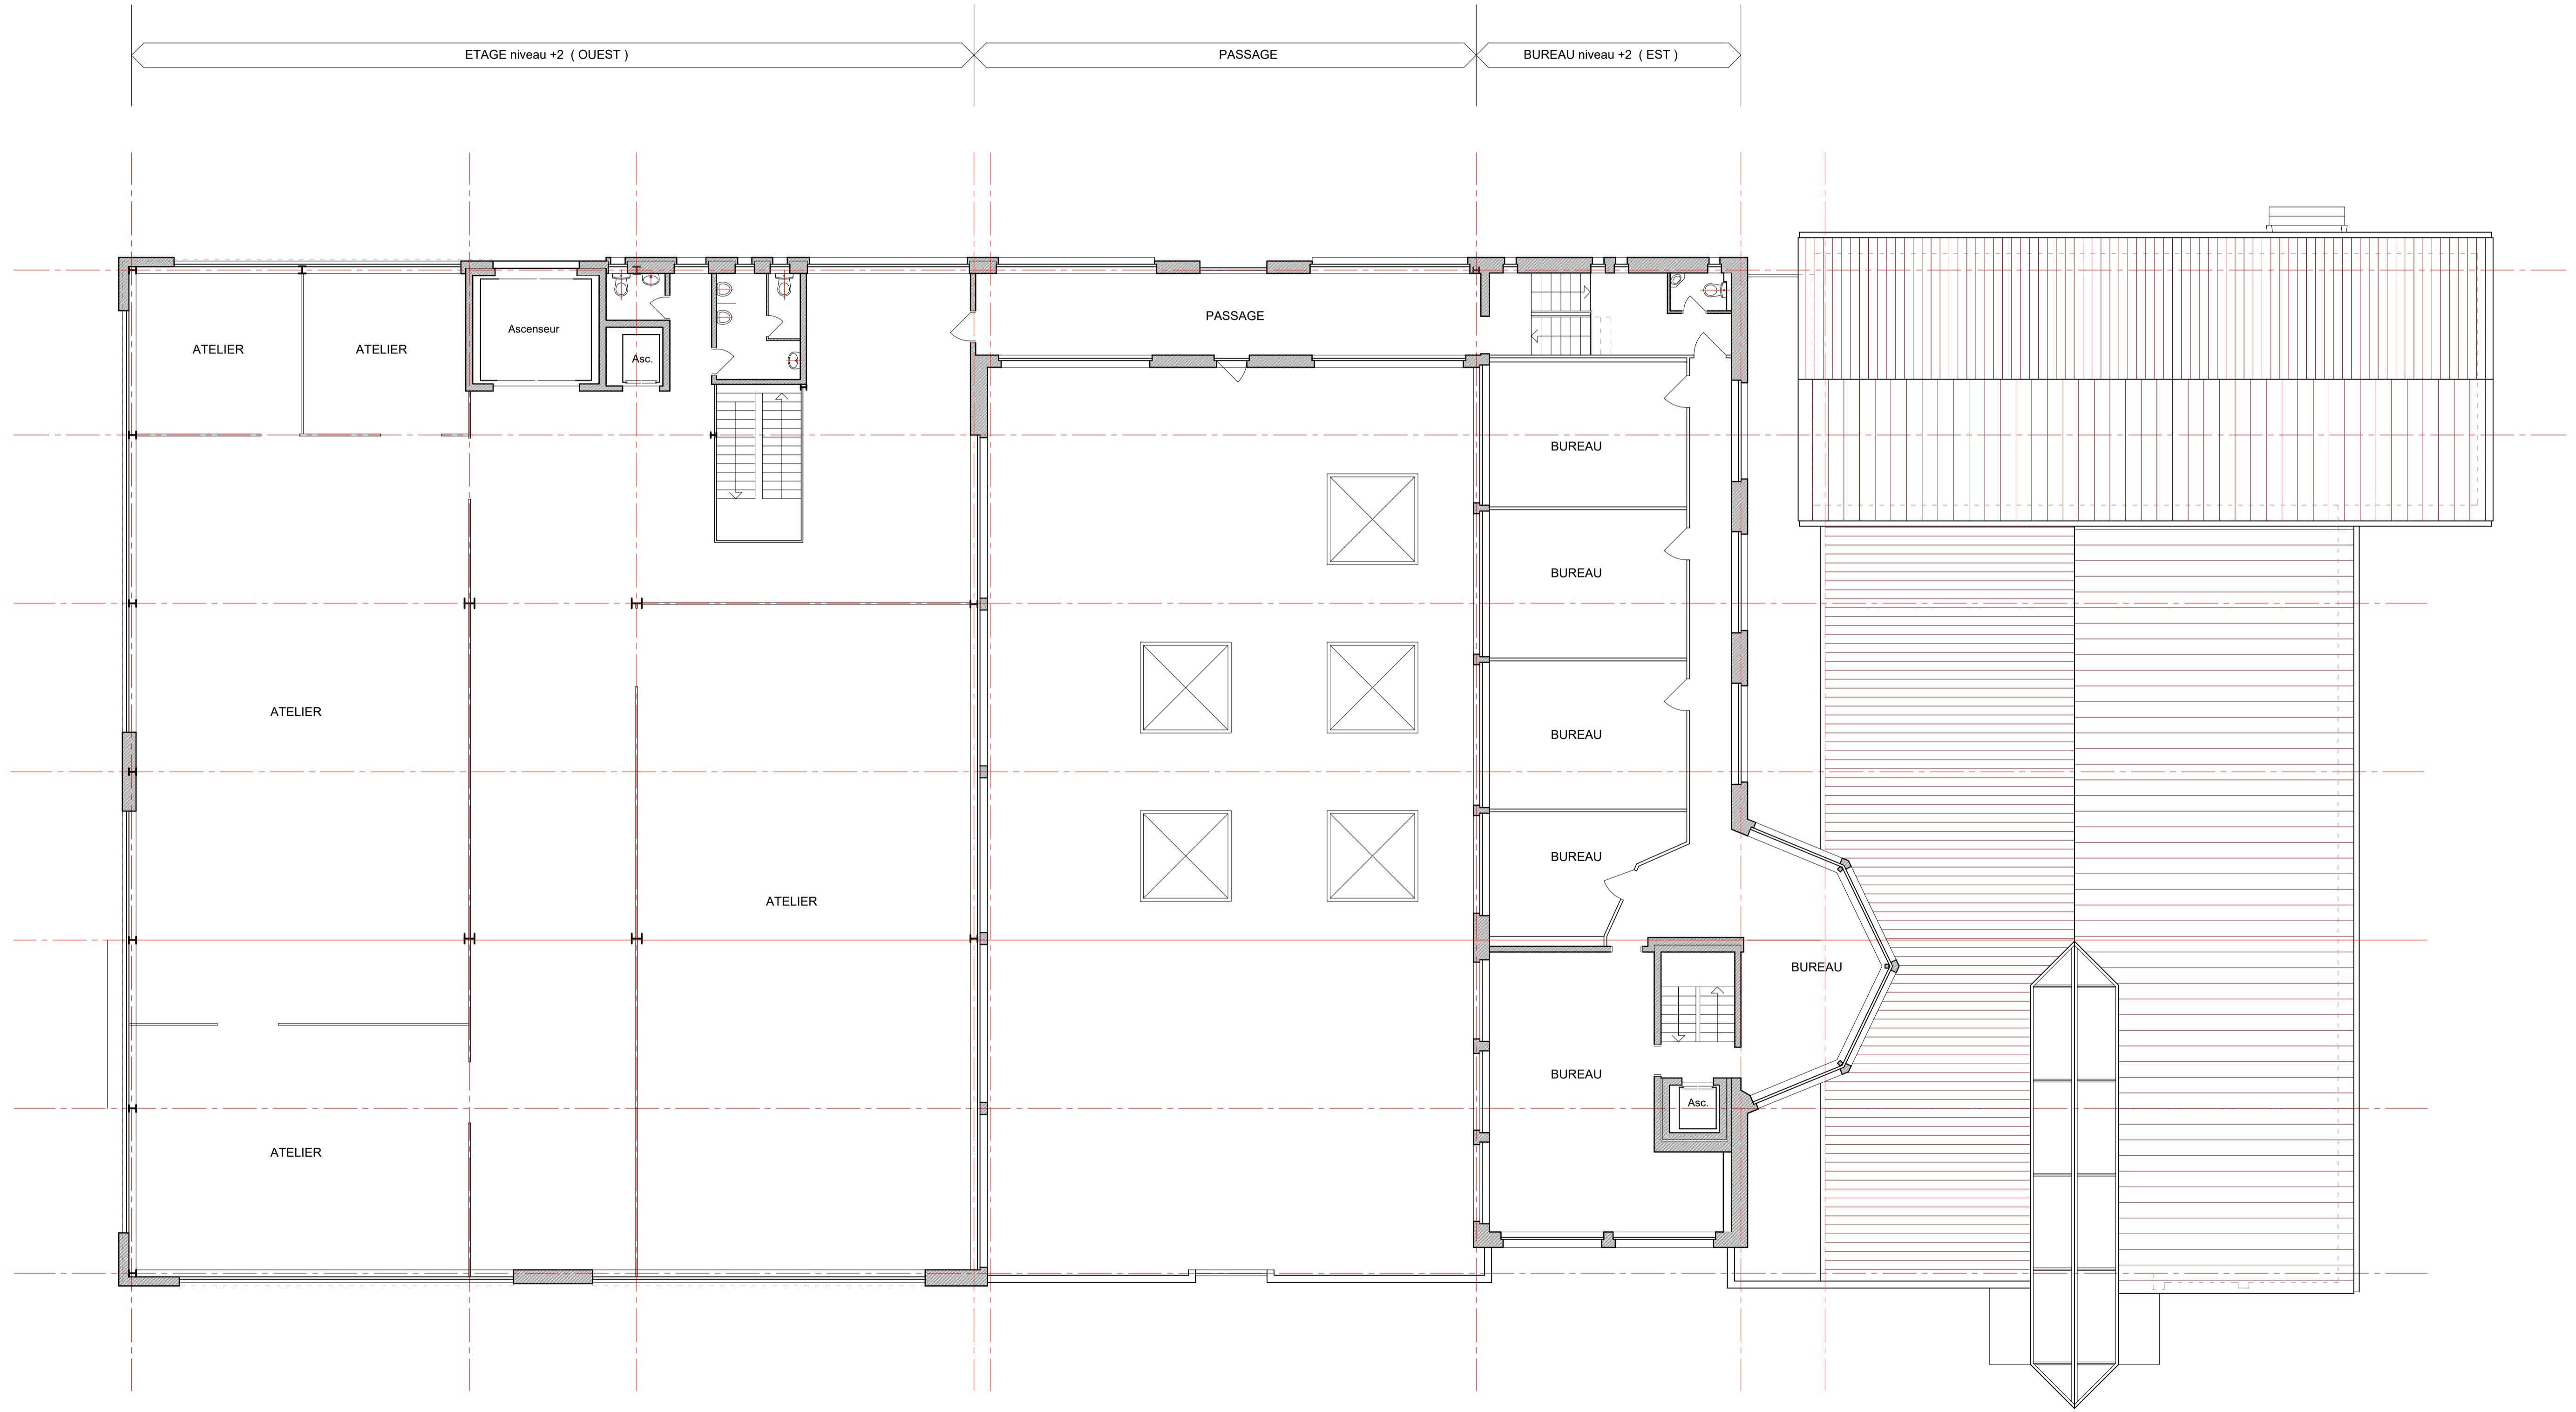 ETAGE niveau +2 ( OUEST )
PASSAGE
BUREAU niveau +2 ( EST )
PASSAGE
Ascenseur
ATELIER
ATELIER
Asc.
BUREAU
BUREAU
ATELIER
BUREAU
BUREAU
ATELIER
BUREAU
BUREAU
Asc.
ATELIER